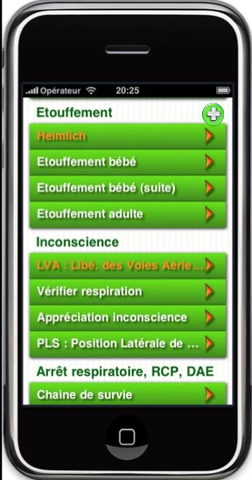 Opérateur 20:25
Etouffement
Heimlich
Etouffement bébé
Etouffement bébé (suite)
Etouffement adulte
Inconscience
LVA : Libé. des Voies Aérie...
Vérifier respiration
Appréciation inconscience
PLS : Position Latérale de ...
Arrêt respiratoire, RCP, DAE
Chaine de survie